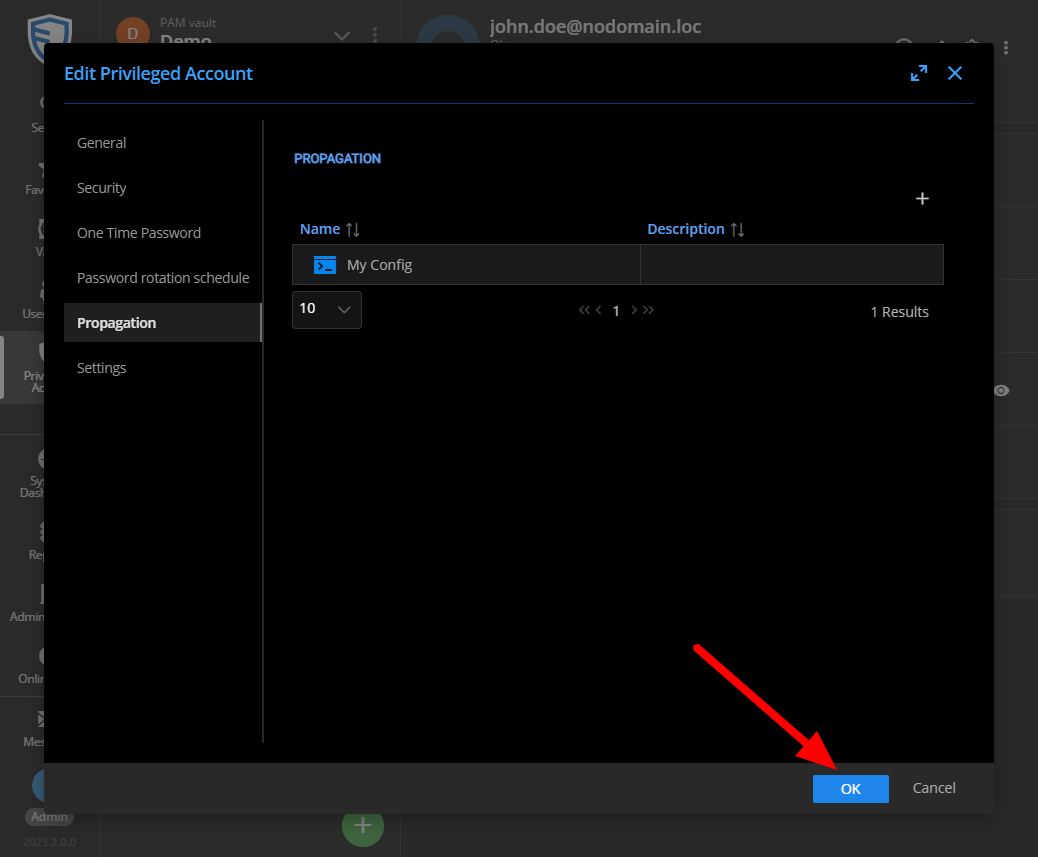 PAM vault
D
Demo
john.doe@nodomain.loc
Edit Privileged Account
General
Security
One Time Password
Password rotation schedule
Propagation
Settings
PROPAGATION
+
Name
Description
My Config
10
1
1 Results
OK
Cancel
Admin
2023.2.0.0